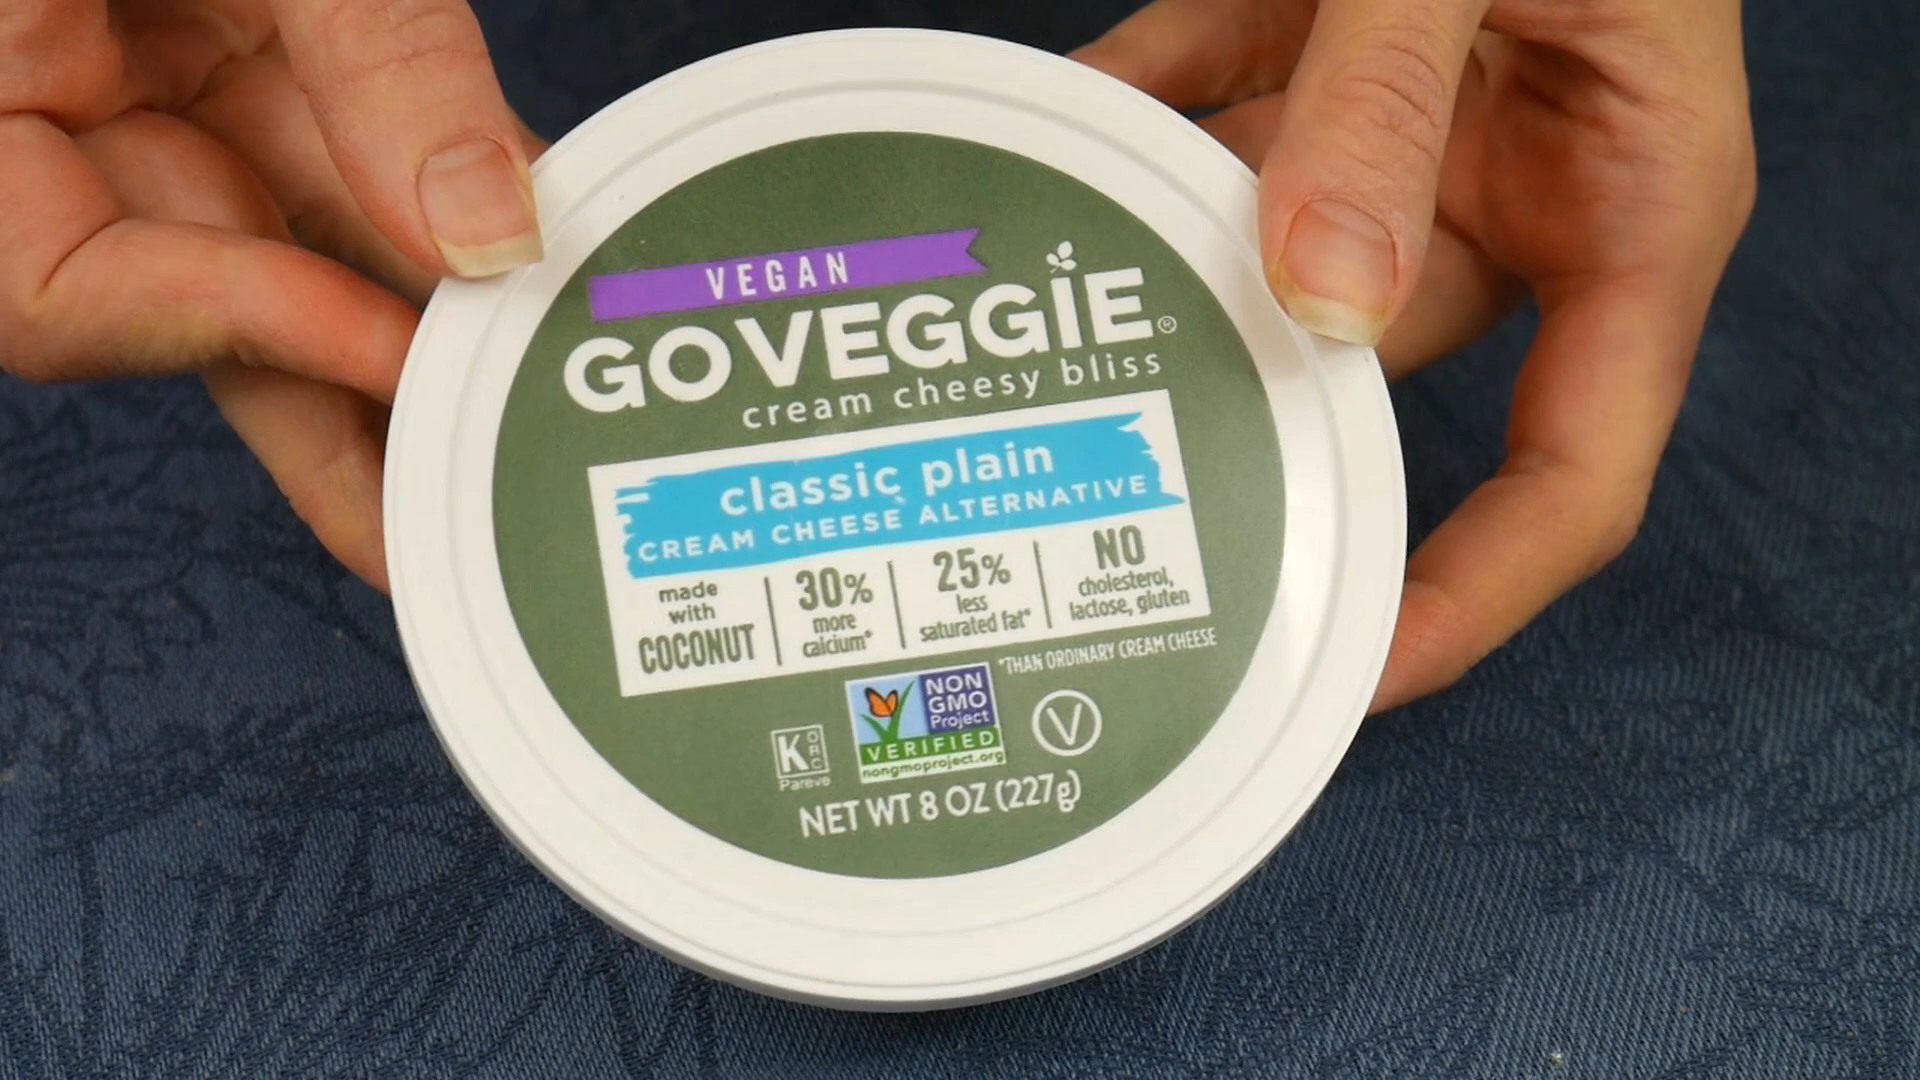 VEGAN
GO VEGGIE®
cream cheesy bliss
classic plain
CREAM CHEESE ALTERNATIVE
made
with
COCONUT
30%
more
calcium*
25%
less
saturated fat*
NO
cholesterol,
lactose, gluten
*THAN ORDINARY CREAM CHEESE
K ORC
Pareve
NON
GMO
Project
VERIFIED
nongmoproject.org
V
NET WT 8 OZ (227g)